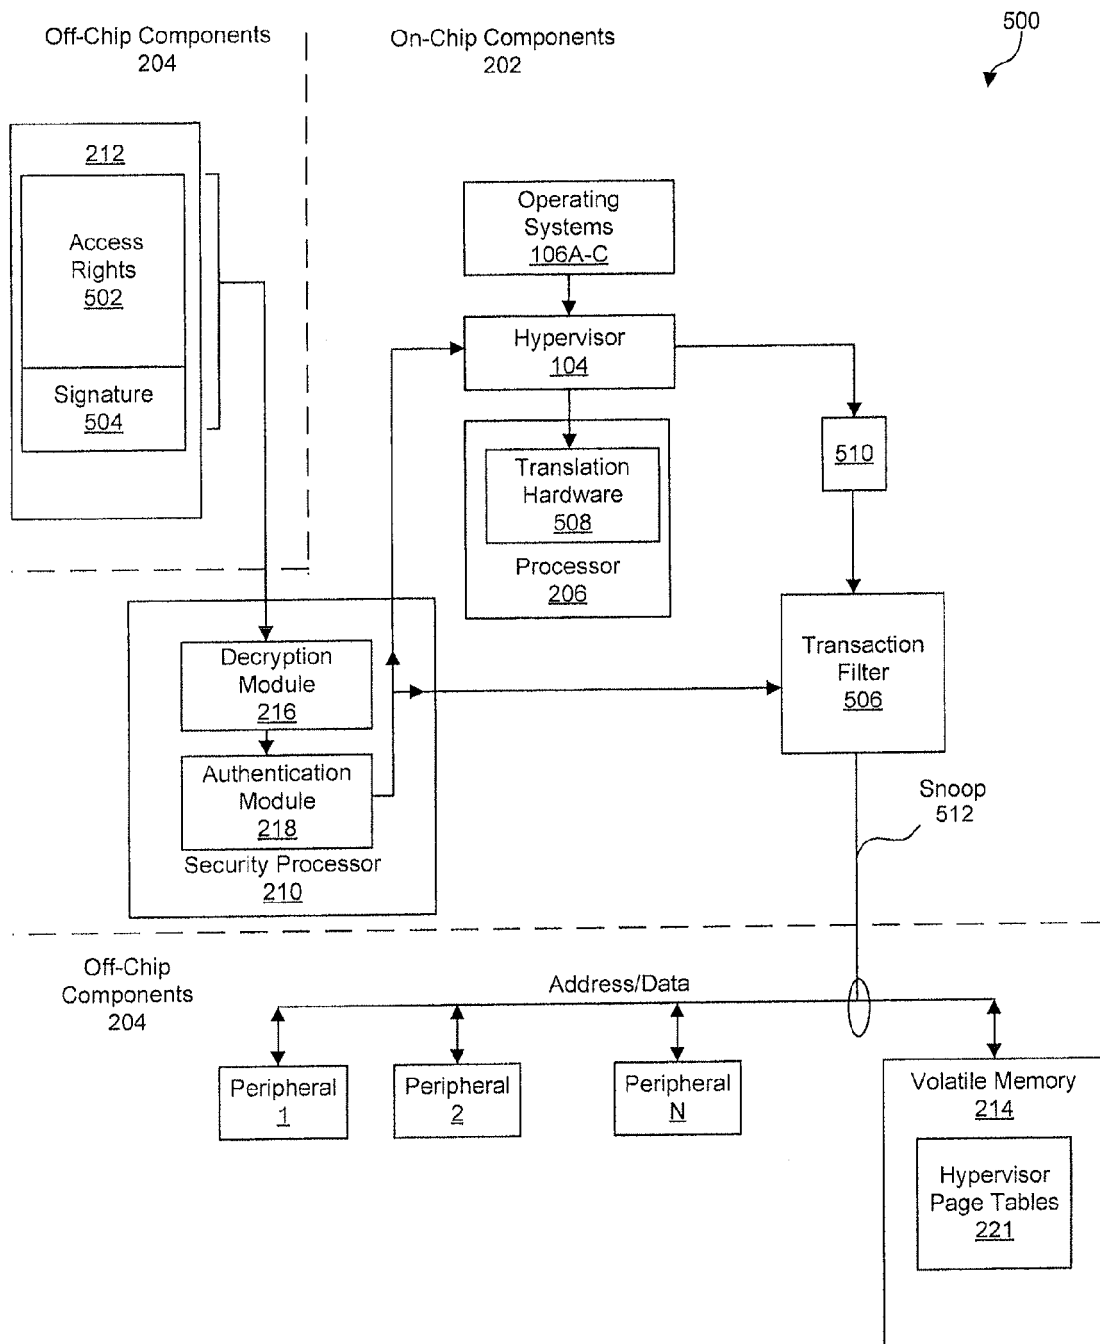 Off-Chip Components
204
On-Chip Components
202
500
212
Access
Rights
502
Signature
504
Operating
Systems
106A-C
Hypervisor
104
510
Translation
Hardware
508
Processor
206
Decryption
Module
216
Authentication
Module
218
Security Processor
210
Transaction
Filter
506
Snoop
512
Off-Chip
Components
204
Address/Data
Peripheral
1
Peripheral
2
Peripheral
N
Volatile Memory
214
Hypervisor
Page Tables
221